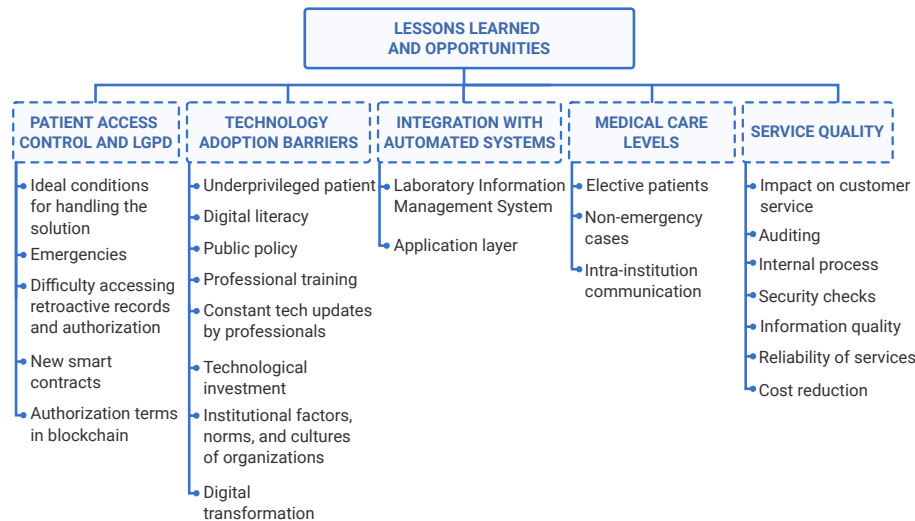 LESSONS LEARNED
AND OPPORTUNITIES
PATIENT ACCESS
CONTROL AND LGPD
Ideal conditions
for handling the
solution
Emergencies
Difficulty accessing
retroactive records
and authorization
New smart
contracts
Authorization terms
in blockchain
TECHNOLOGY
ADOPTION BARRIERS
Underprivileged patient
Digital literacy
Public policy
Professional training
Constant tech updates
by professionals
Technological
investment
Institutional factors,
norms, and cultures
of organizations
Digital
transformation
INTEGRATION WITH
AUTOMATED SYSTEMS
Laboratory Information
Management System
Application layer
MEDICAL CARE
LEVELS
Elective patients
Non-emergency
cases
Intra-institution
communication
SERVICE QUALITY
Impact on customer
service
Auditing
Internal process
Security checks
Information quality
Reliability of services
Cost reduction